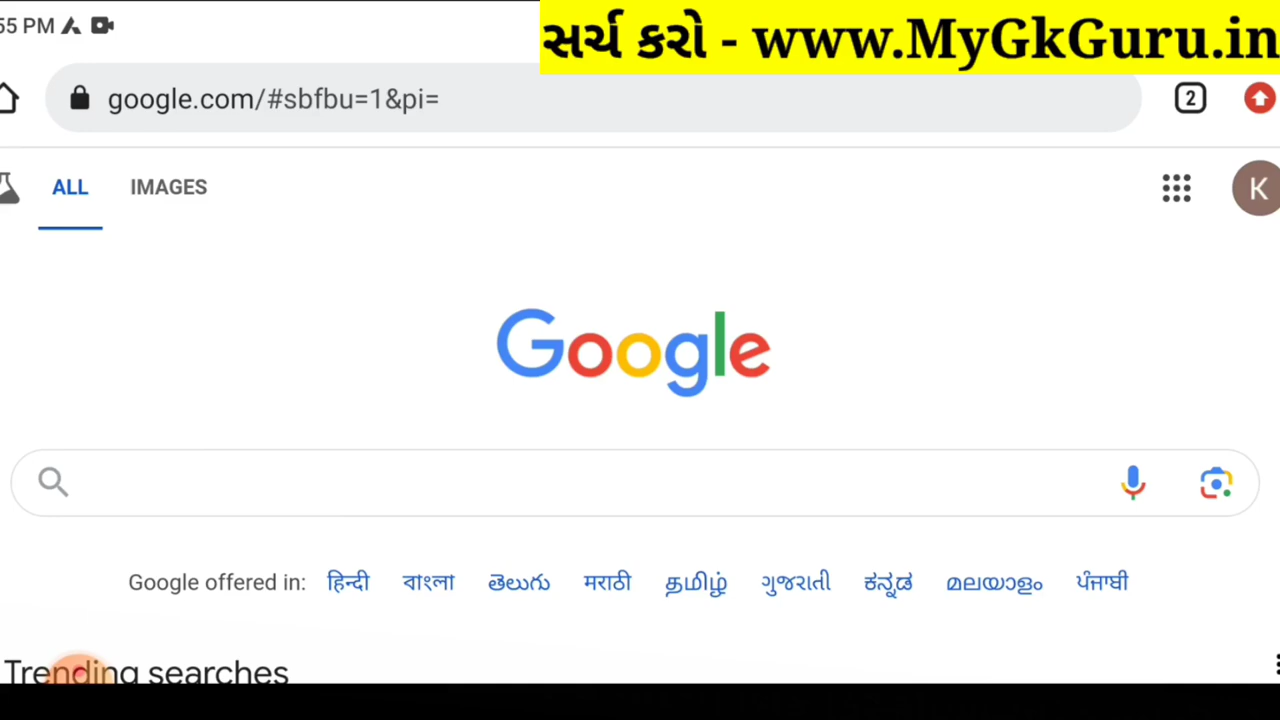 55 PM
સર્ચ કરો - www.MyGkGuru.in
google.com/#sbfbu=1&pi=
2
ALL IMAGES
K
Google
Google offered in: हिन्दी বাংলা తెలుగు मराठी தமிழ் ગુજરાતી ಕನ್ನಡ മലയാളം ਪੰਜਾਬੀ
Trending searches